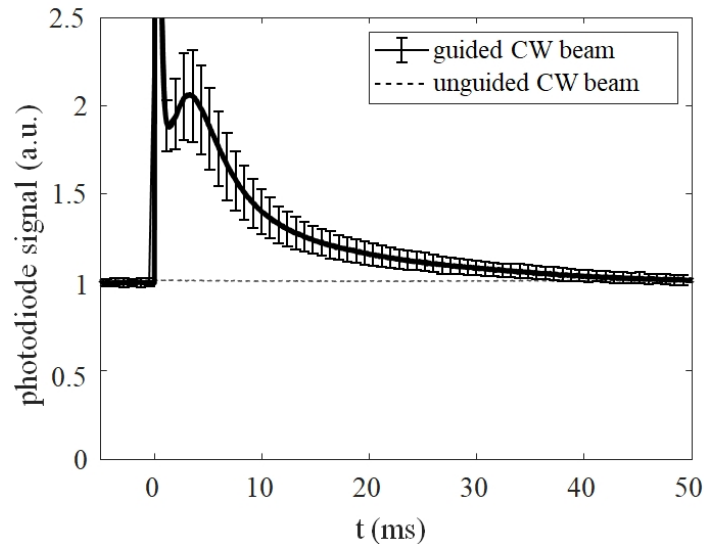 2.5
2
1.5
1
0.5
0
photodiode signal (a.u.)
guided CW beam
unguided CW beam
0 10 20 30 40 50
t (ms)